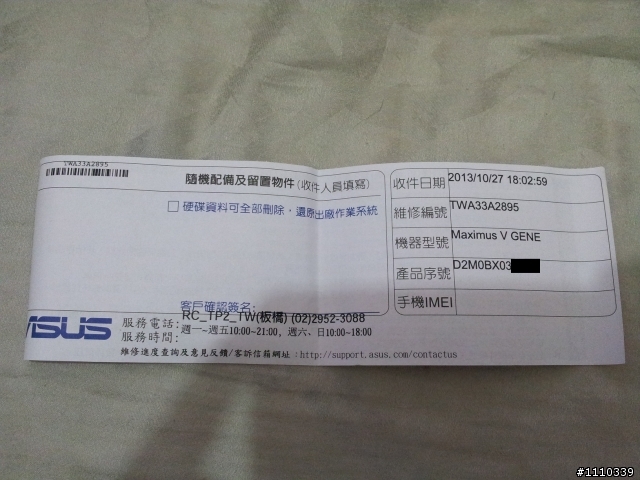 TWA33A2895
隨機配備及留置物件(收件人員填寫)
□ 硬碟資料可全部刪除,還原出廠作業系統
客戶確認簽名:
收件日期 2013/10/27 18:02:59
維修編號 TWA33A2895
機器型號 Maximus V GENE
產品序號 D2M0BX03
手機IMEI
ASUS
服務電話: RC_TP2_TW(板橋) (02)2952-3088
服務時間: 週一~週五10:00~21:00, 週六、日10:00~18:00
維修進度查詢及意見反饋/客訴信箱網址:http://support.asus.com/contactus
#1110339